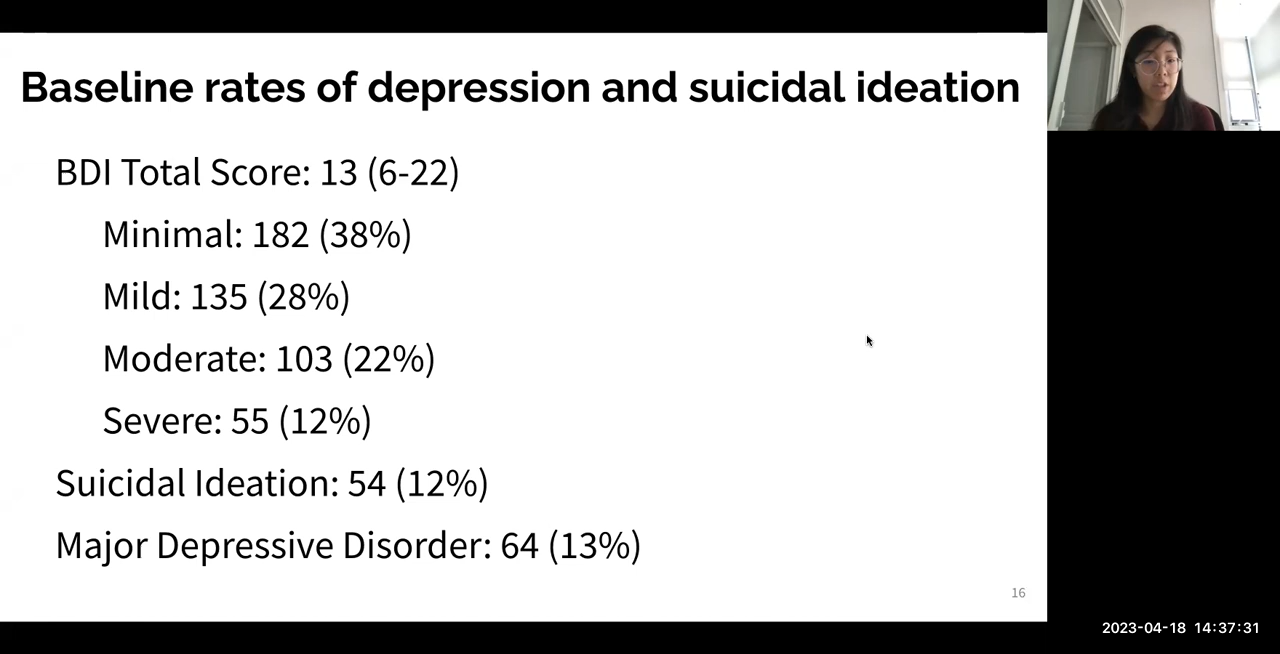 Baseline rates of depression and suicidal ideation
BDI Total Score: 13 (6-22)
Minimal: 182 (38%)
Mild: 135 (28%)
Moderate: 103 (22%)
Severe: 55 (12%)
Suicidal Ideation: 54 (12%)
Major Depressive Disorder: 64 (13%)
16
2023-04-18 14:37:31